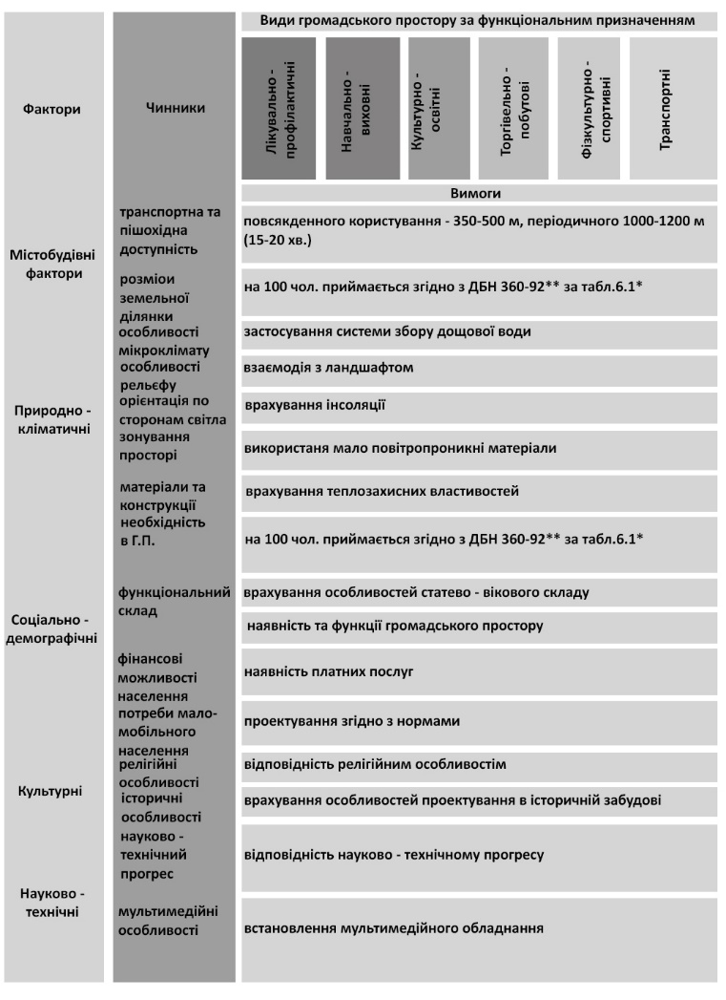 Види громадського простору за функціональним призначенням
Фактори
Чинники
Лікувально -
профілактичні
Навчально -
виховні
Культурно -
освітні
Торгівельно -
побутові
Фізкультурно -
спортивні
Транспортні
Вимоги
Містобудівні
фактори
транспортна та
пішохідна
доступність
повсякденного користування - 350-500 м, періодичного 1000-1200 м
(15-20 хв.)
розміои
земельної
ділянки
на 100 чол. приймається згідно з ДБН 360-92** за табл.6.1*
Природно -
кліматичні
особливості
мікроклімату
застосування системи збору дощової води
особливості
рельєфу
взаємодія з ландшафтом
орієнтація по
сторонам світла
врахування інсоляції
зонування
просторі
використаня мало повітропроникні матеріали
матеріали та
конструкції
врахування теплозахисних властивостей
необхідність
в Г.П.
на 100 чол. приймається згідно з ДБН 360-92** за табл.6.1*
Соціально -
демографічні
функціональний
склад
врахування особливостей статево - вікового складу
наявність та функції громадського простору
фінансові
можливості
населення
наявність платних послуг
потреби мало-
мобільного
населення
проектування згідно з нормами
Культурні
релігійні
особливості
відповідність релігійним особливостім
історичні
особливості
врахування особливостей проектування в історичній забудові
Науково -
технічні
науково -
технічний
прогрес
відповідність науково - технічному прогресу
мультимедійні
особливості
встановлення мультимедійного обладнання